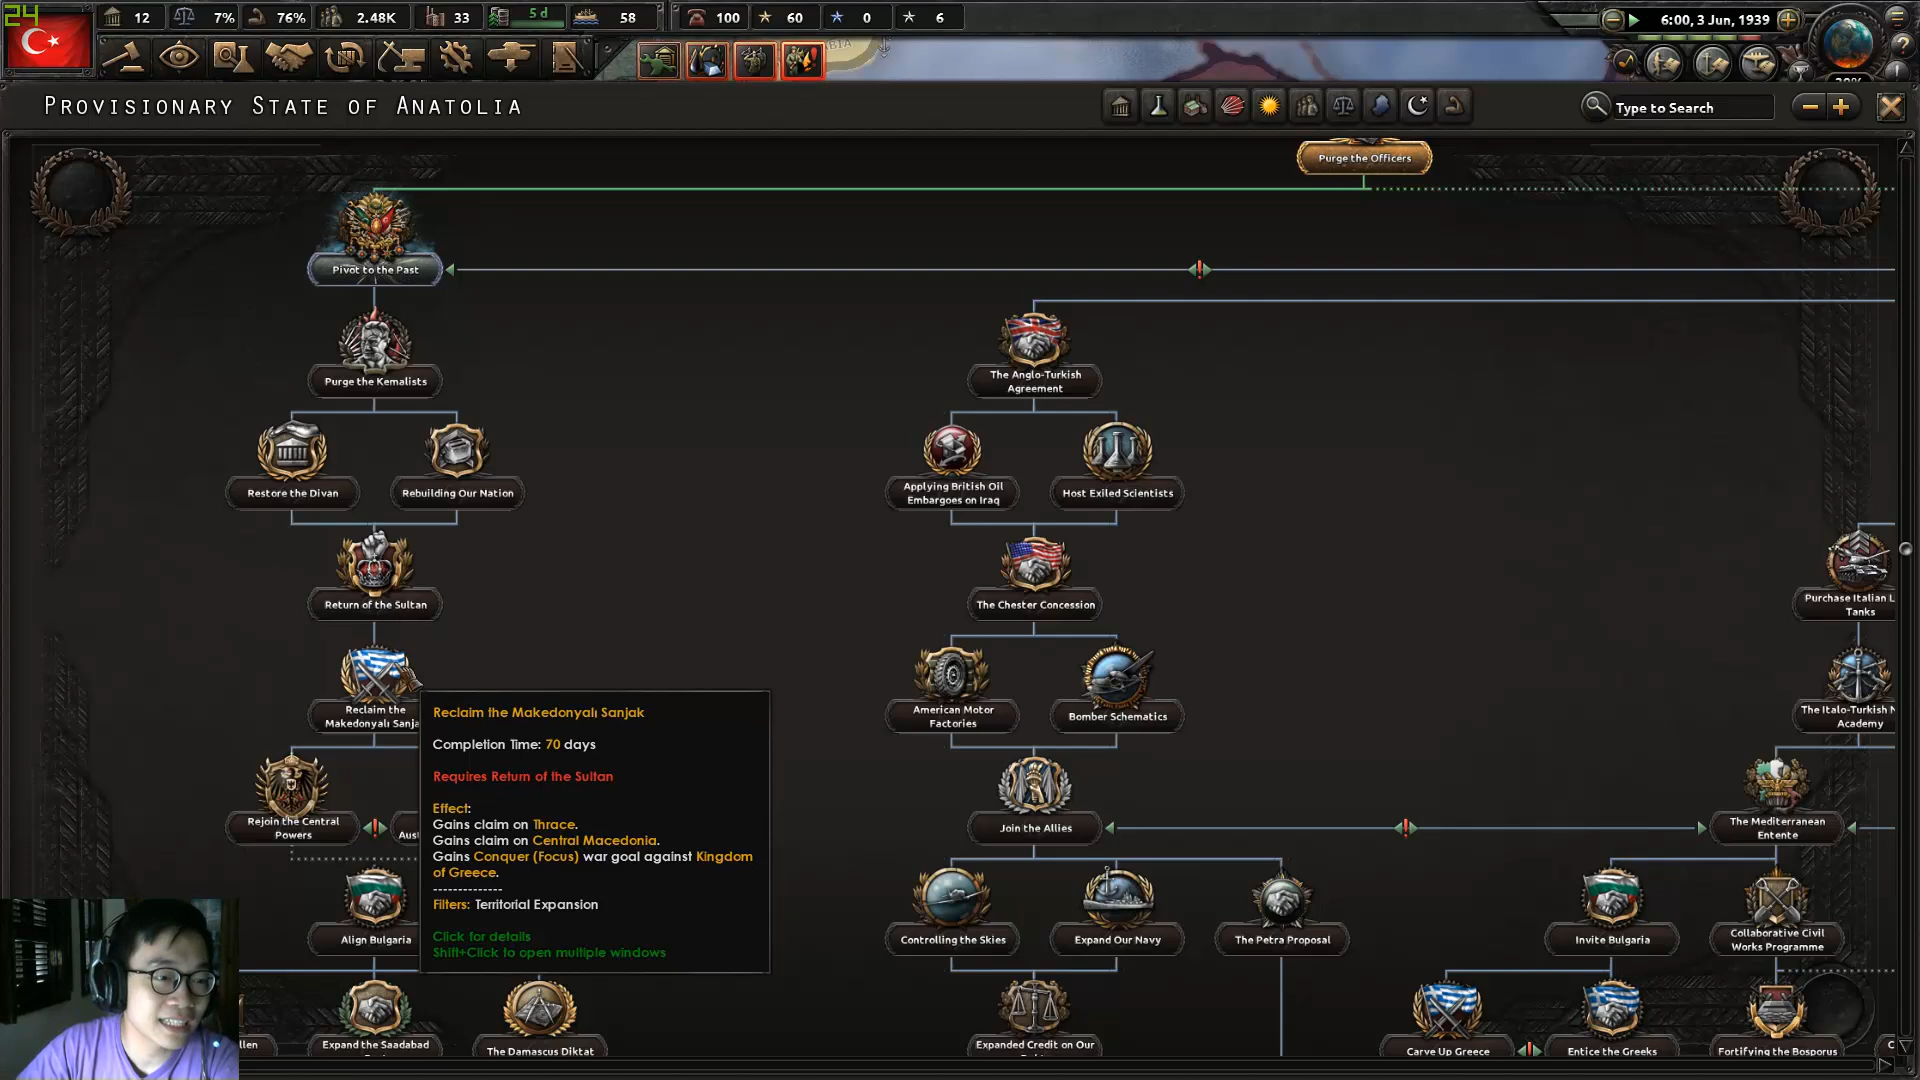 24
12
7%
76%
2.48K
33
5 d
58
100
60
0
6
6:00, 3 Jun, 1939
PROVISIONARY STATE OF ANATOLIA
Type to Search
Purge the Officers
Pivot to the Past
Purge the Kemalists
The Anglo-Turkish
Agreement
Restore the Divan
Rebuilding Our Nation
Applying British Oil
Embargoes on Iraq
Host Exiled Scientists
Return of the Sultan
The Chester Concession
Purchase Italian L
Tanks
Reclaim the
Makedonyalı Sanja
American Motor
Factories
Bomber Schematics
The Italo-Turkish N
Academy
Reclaim the Makedonyalı Sanjak
Completion Time: 70 days
Requires Return of the Sultan
Effect:
Gains claim on Thrace.
Gains claim on Central Macedonia.
Gains Conquer (Focus) war goal against Kingdom
of Greece.
--------------
Filters: Territorial Expansion
Click for details
Shift+Click to open multiple windows
Rejoin the Central
Powers
Aust
Join the Allies
The Mediterranean
Entente
Align Bulgaria
Controlling the Skies
Expand Our Navy
The Petra Proposal
Invite Bulgaria
Collaborative Civil
Works Programme
llen
Expand the Saadabad
The Damascus Diktat
Expanded Credit on Our
Carve Up Greece
Entice the Greeks
Fortifying the Bosporus
C